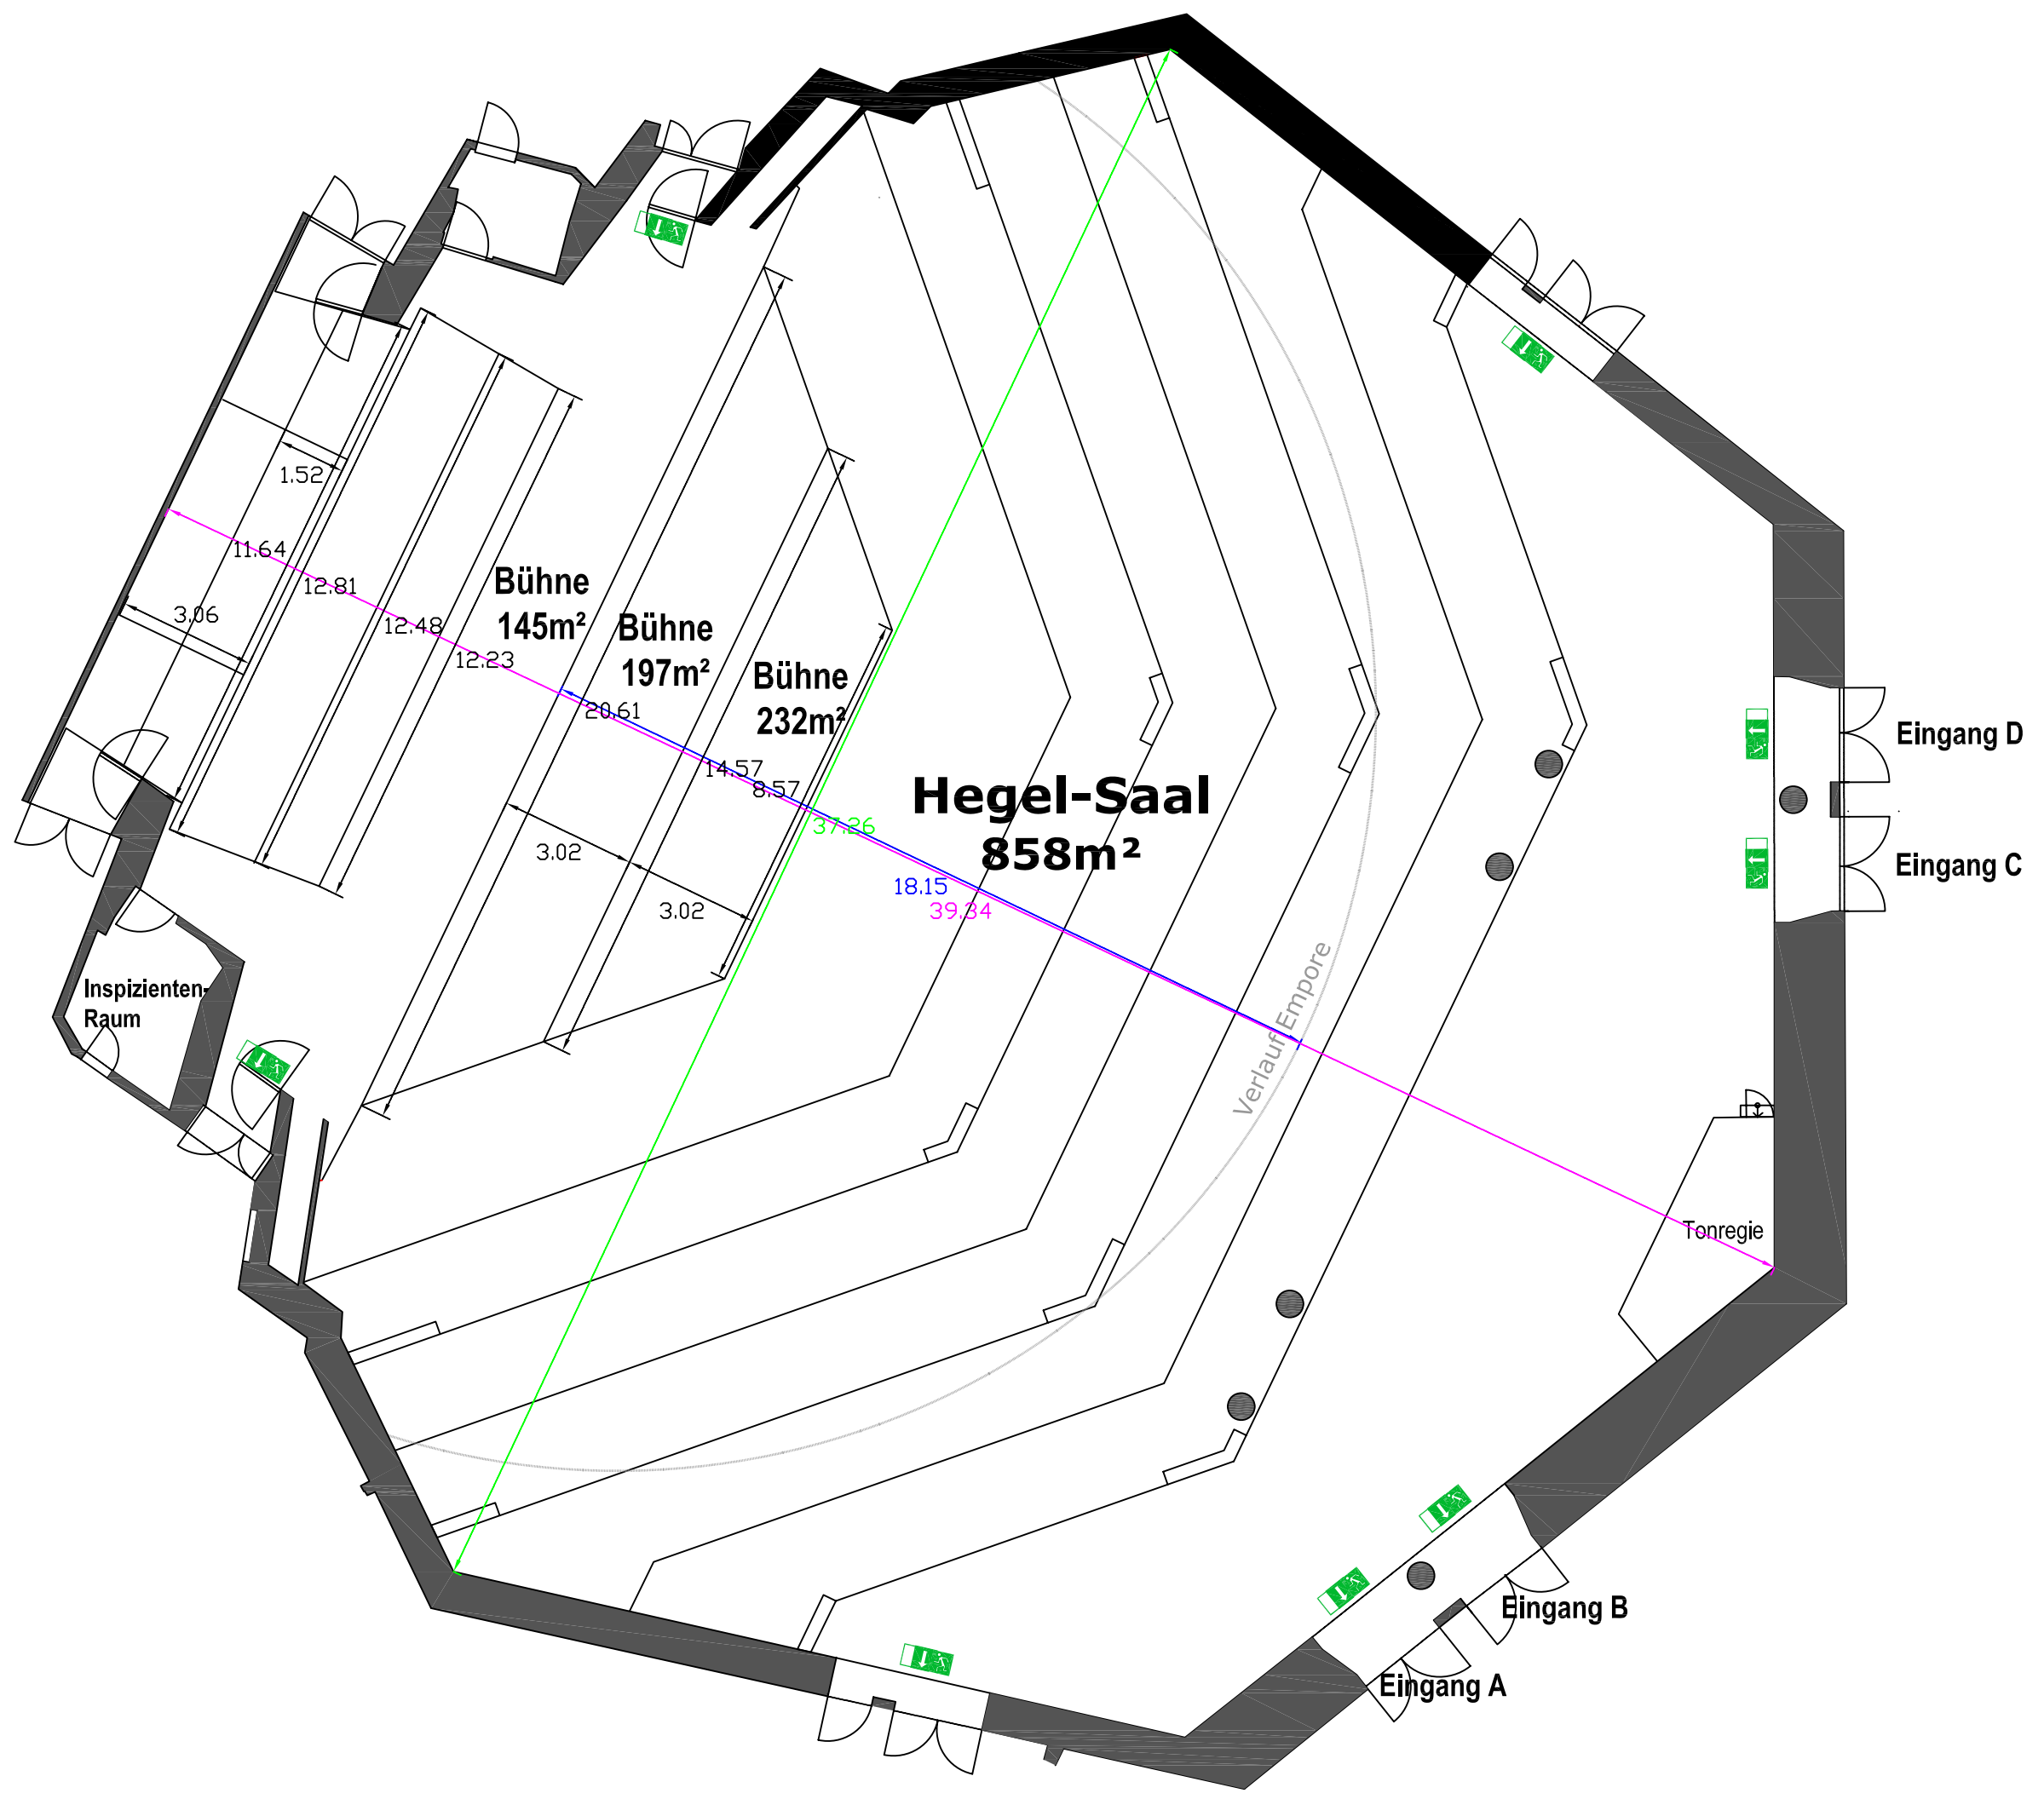 1.52
11.64
12.81
3.06
12.48
12.23
Bühne
145m²
Bühne
197m²
Bühne
232m²
20.61
14.57
8.57
37.26
Hegel-Saal
858m²
3.02
3.02
18.15
39.34
Eingang D
Eingang C
Inspizienten-
Raum
Verlauf Empore
Tonregie
Eingang B
Eingang A